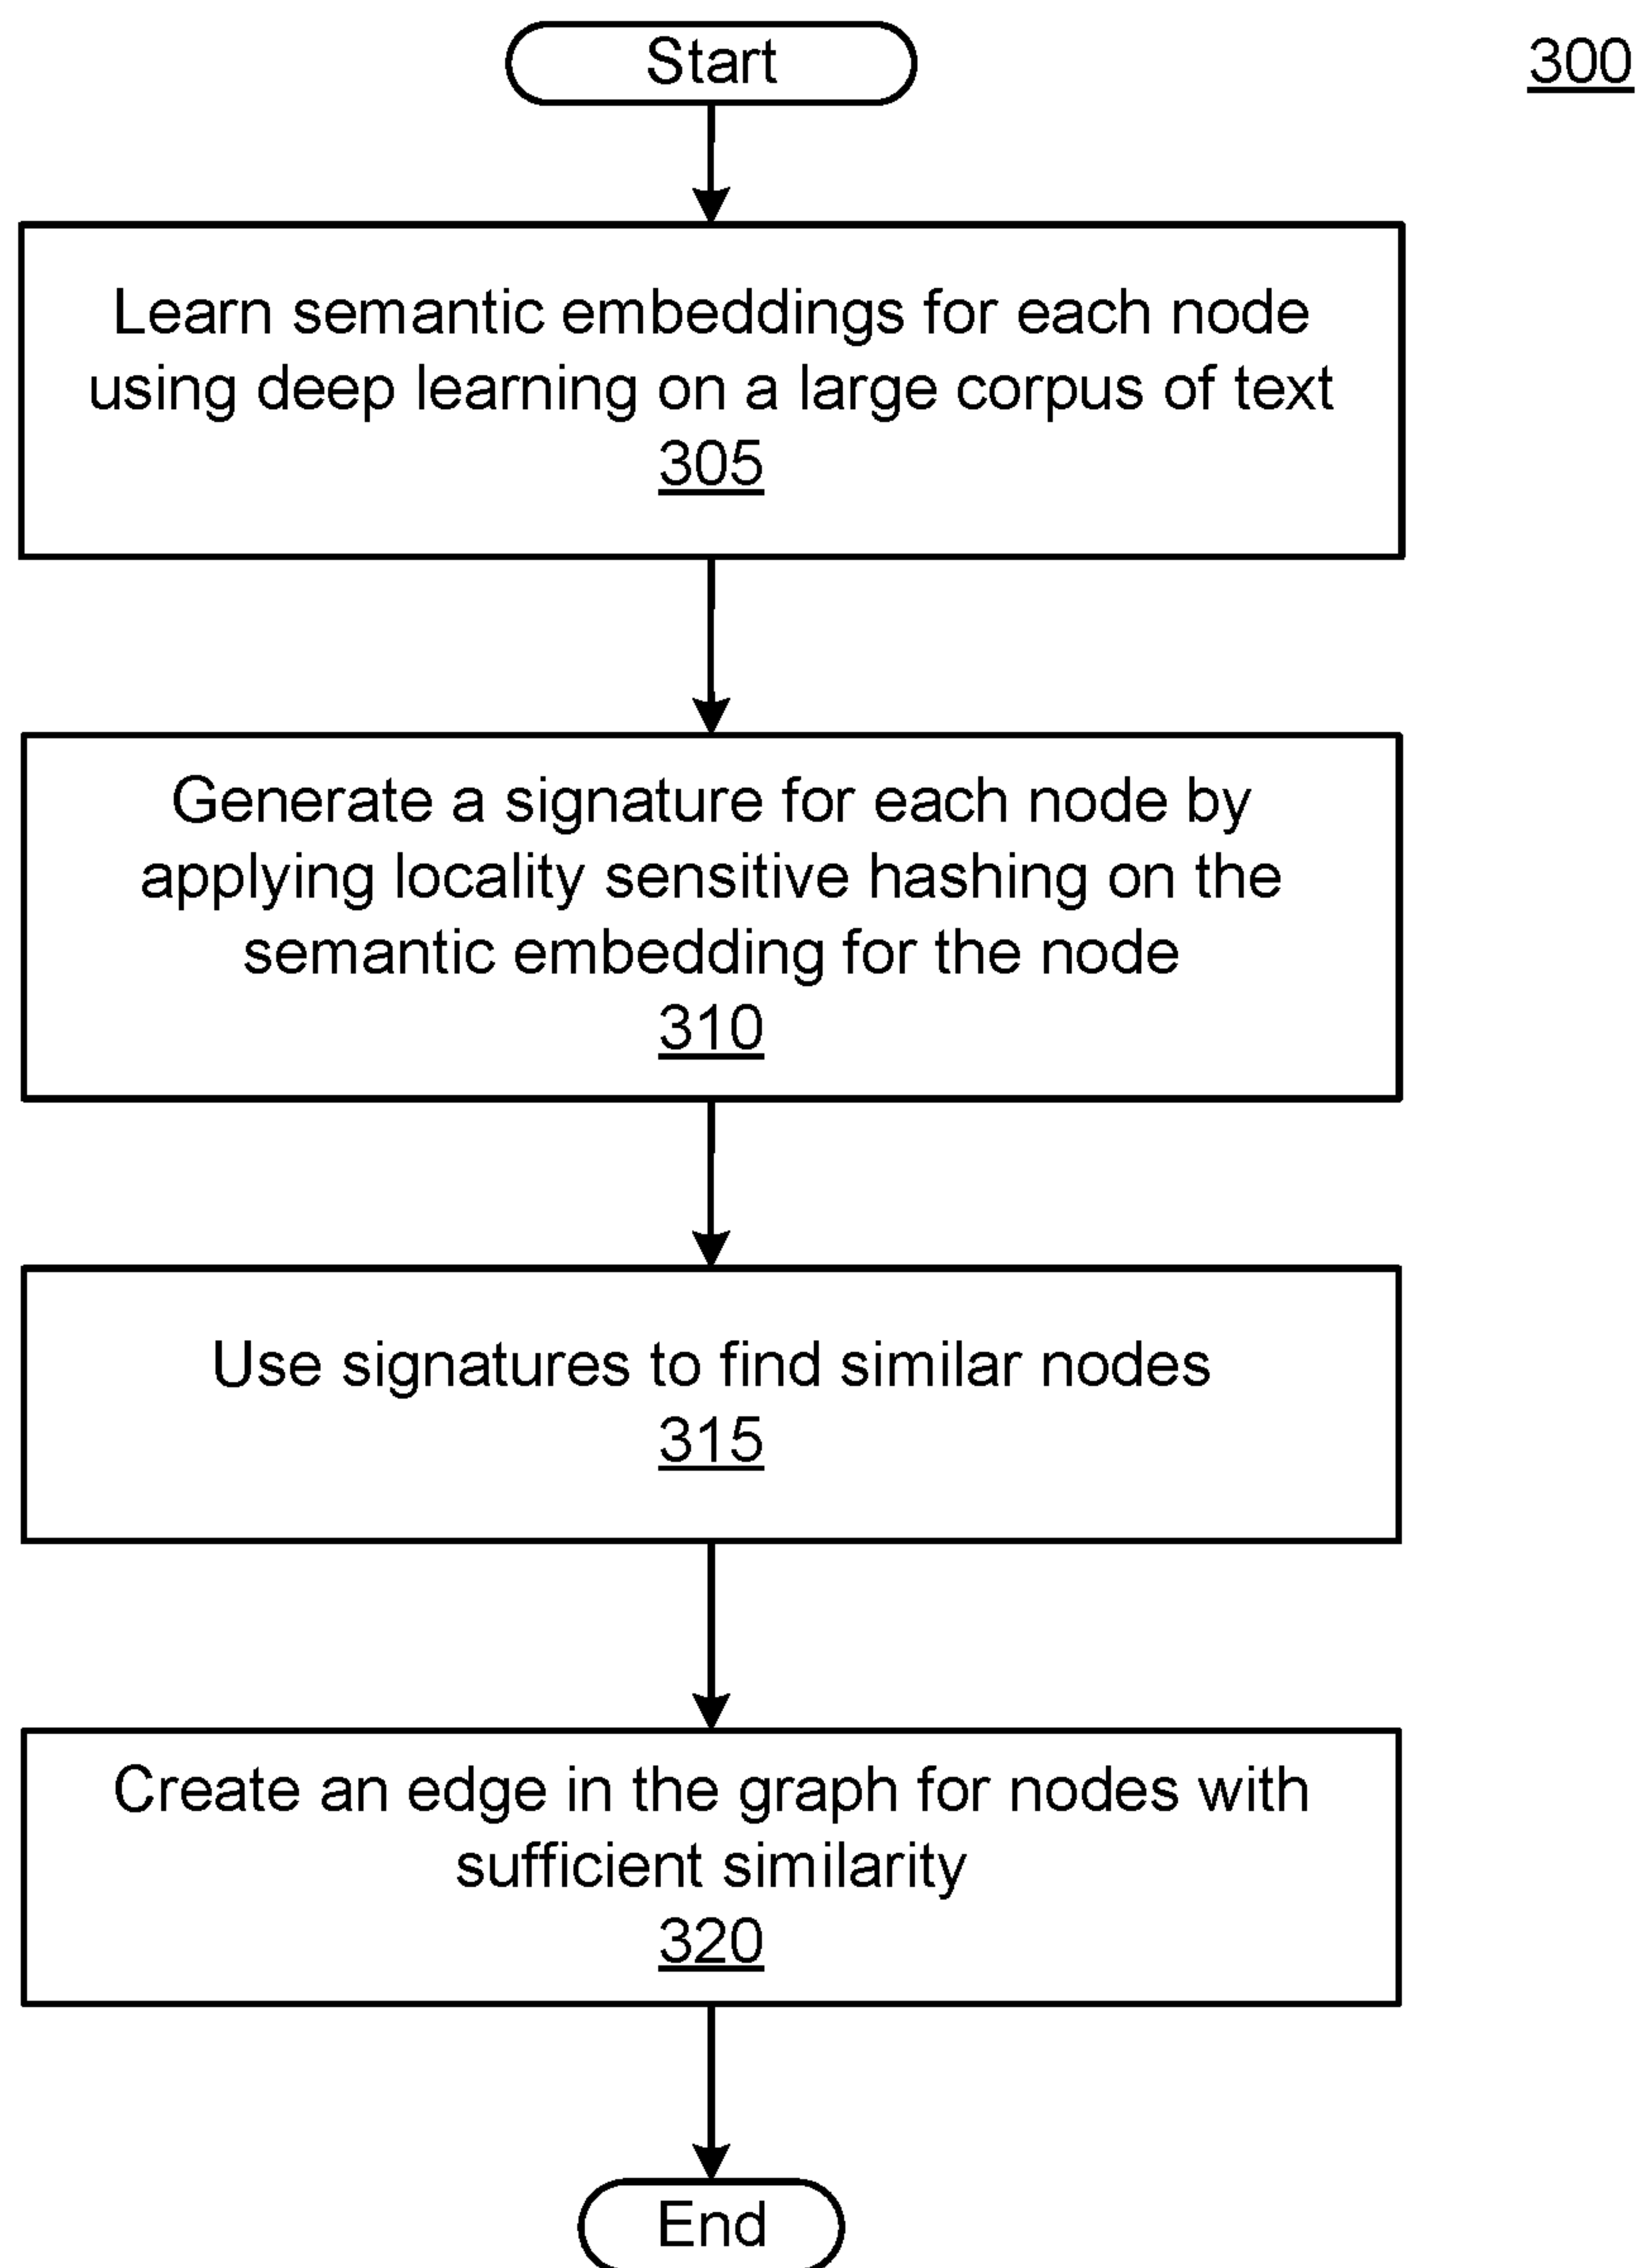 Start
300
Learn semantic embeddings for each node
using deep learning on a large corpus of text
305
Generate a signature for each node by
applying locality sensitive hashing on the
semantic embedding for the node
310
Use signatures to find similar nodes
315
Create an edge in the graph for nodes with
sufficient similarity
320
End